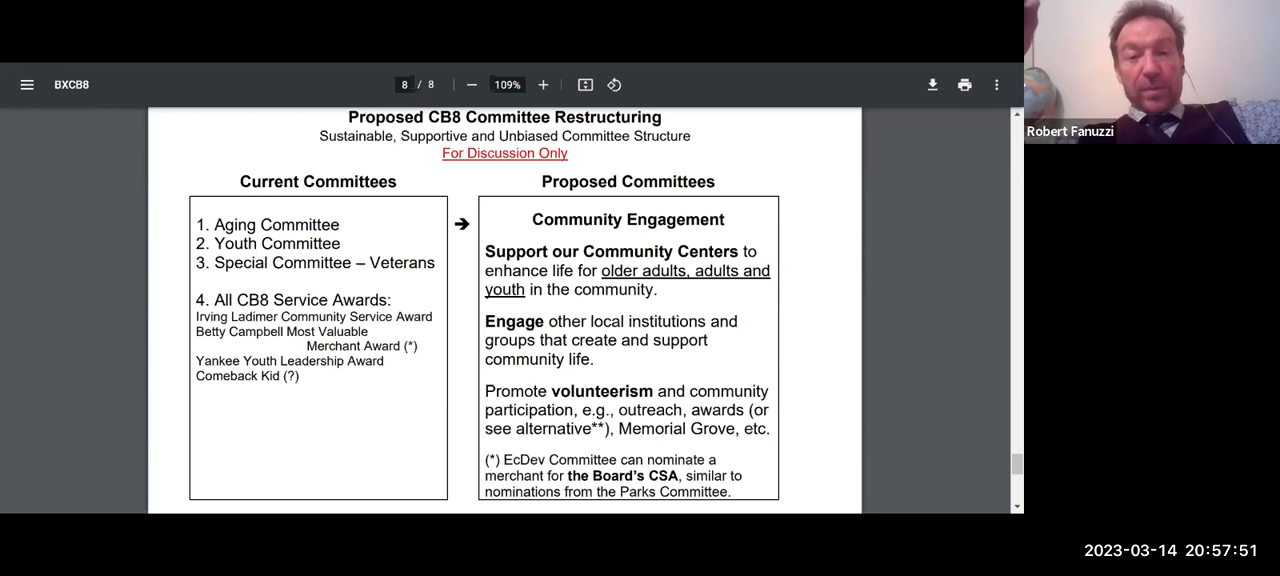 BXCB8
8 / 8
109%
Proposed CB8 Committee Restructuring
Sustainable, Supportive and Unbiased Committee Structure
For Discussion Only
Current Committees
1. Aging Committee
2. Youth Committee
3. Special Committee – Veterans
4. All CB8 Service Awards:
Irving Ladimer Community Service Award
Betty Campbell Most Valuable
Merchant Award (*)
Yankee Youth Leadership Award
Comeback Kid (?)
➔
Proposed Committees
Community Engagement
Support our Community Centers to
enhance life for older adults, adults and
youth in the community.
Engage other local institutions and
groups that create and support
community life.
Promote volunteerism and community
participation, e.g., outreach, awards (or
see alternative**), Memorial Grove, etc.
(*) EcDev Committee can nominate a
merchant for the Board's CSA, similar to
nominations from the Parks Committee.
Robert Fanuzzi
2023-03-14 20:57:51